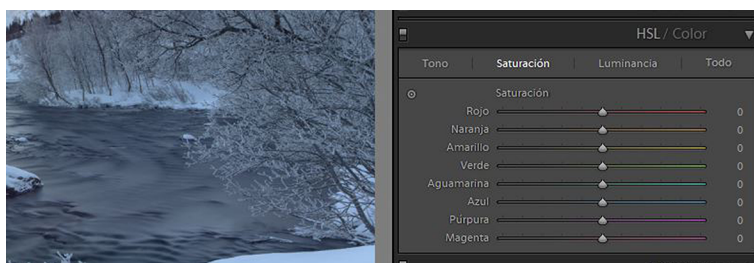 HSL / Color
Tono Saturación Luminancia Todo
Saturación
Rojo 0
Naranja 0
Amarillo 0
Verde 0
Aguamarina 0
Azul 0
Púrpura 0
Magenta 0